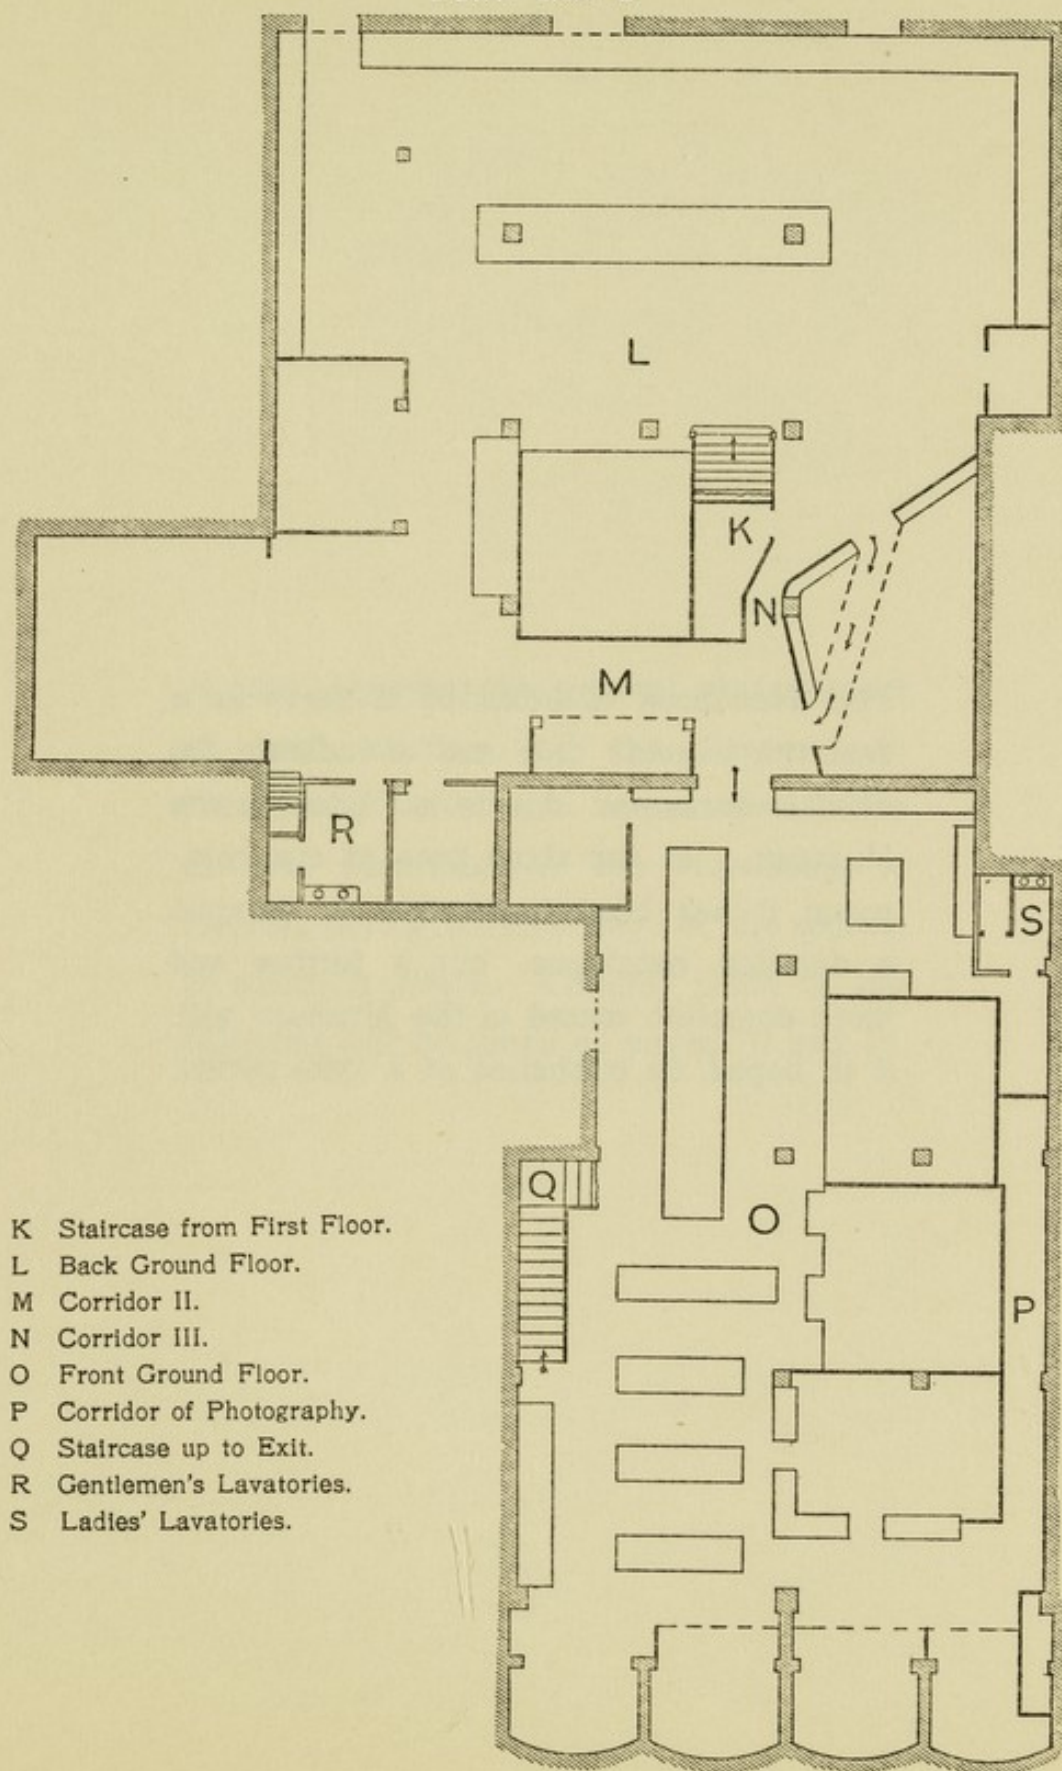 L
K
N
M
R
S
Q
O
P
K Staircase from First Floor.
L Back Ground Floor.
M Corridor II.
N Corridor III.
O Front Ground Floor.
P Corridor of Photography.
Q Staircase up to Exit.
R Gentlemen's Lavatories.
S Ladies' Lavatories.